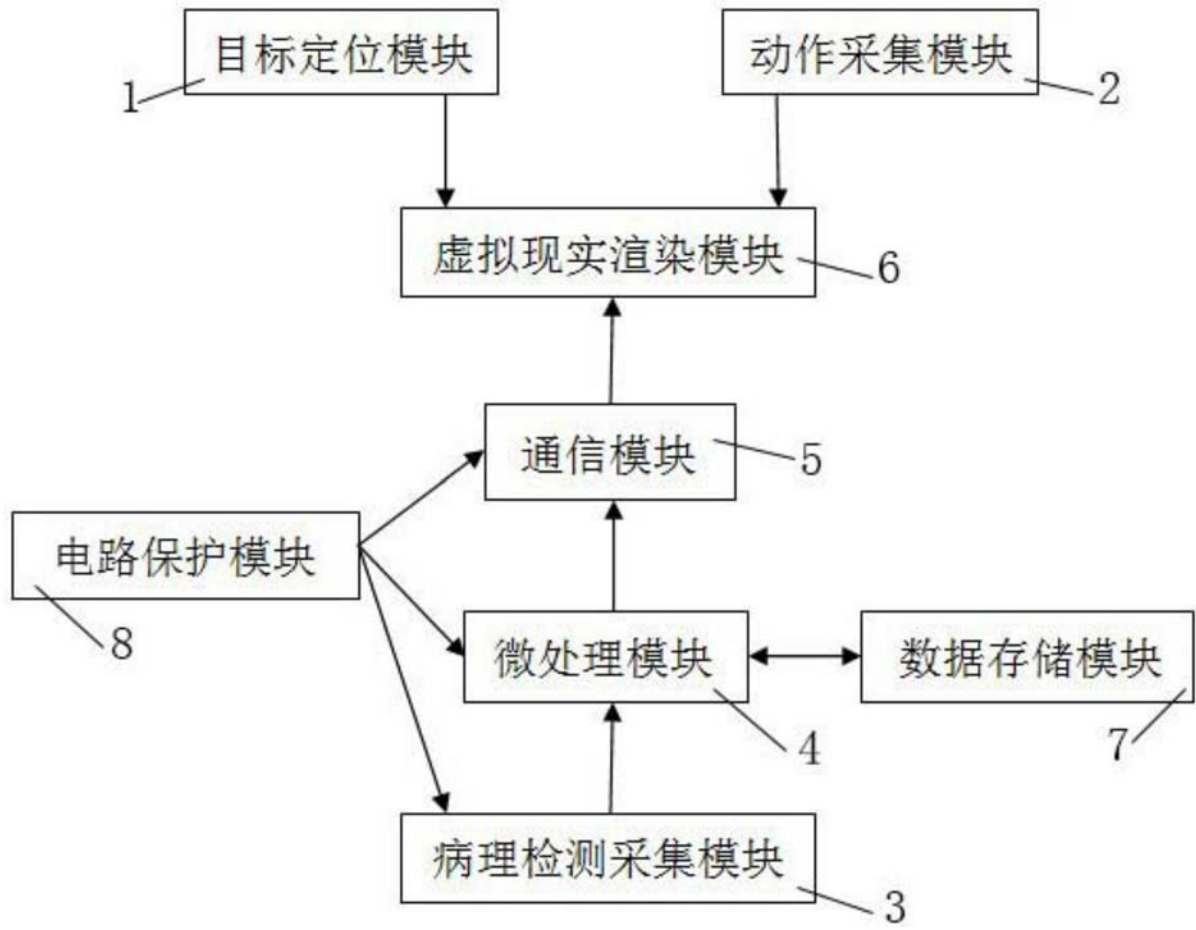 目标定位模块
1
动作采集模块
2
虚拟现实渲染模块
6
通信模块
5
电路保护模块
8
微处理模块
4
数据存储模块
7
病理检测采集模块
3